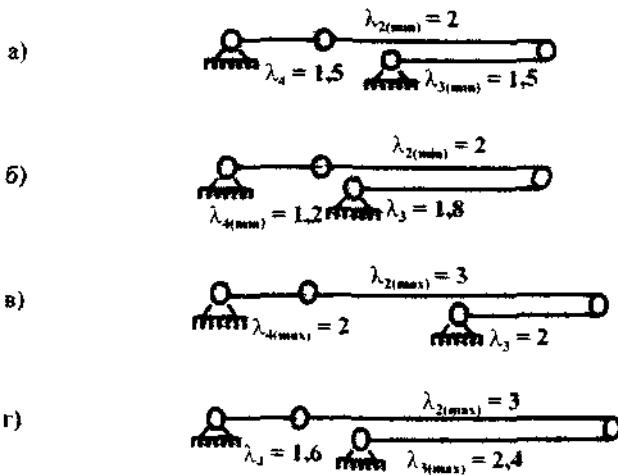 а)
λ2(min) = 2
λ4 = 1,5
λ3(min) = 1,5
б)
λ2(min) = 2
λ4(min) = 1,2
λ3 = 1,8
в)
λ2(max) = 3
λ4(max) = 2
λ3 = 2
г)
λ2(max) = 3
λ4 = 1,6
λ3(max) = 2,4